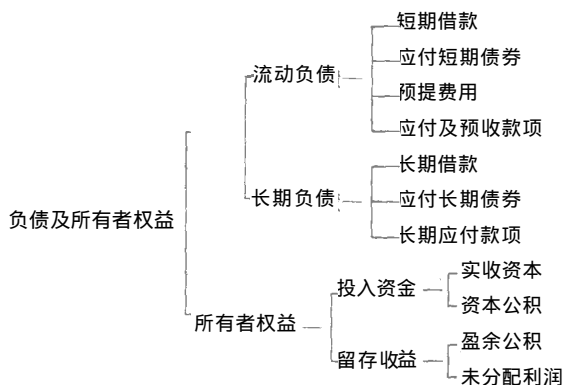 短期借款
流动负债
应付短期债券
预提费用
应付及预收款项
长期借款
长期负债
应付长期债券
长期应付款项
负债及所有者权益
实收资本
投入资金
资本公积
所有者权益
盈余公积
留存收益
未分配利润